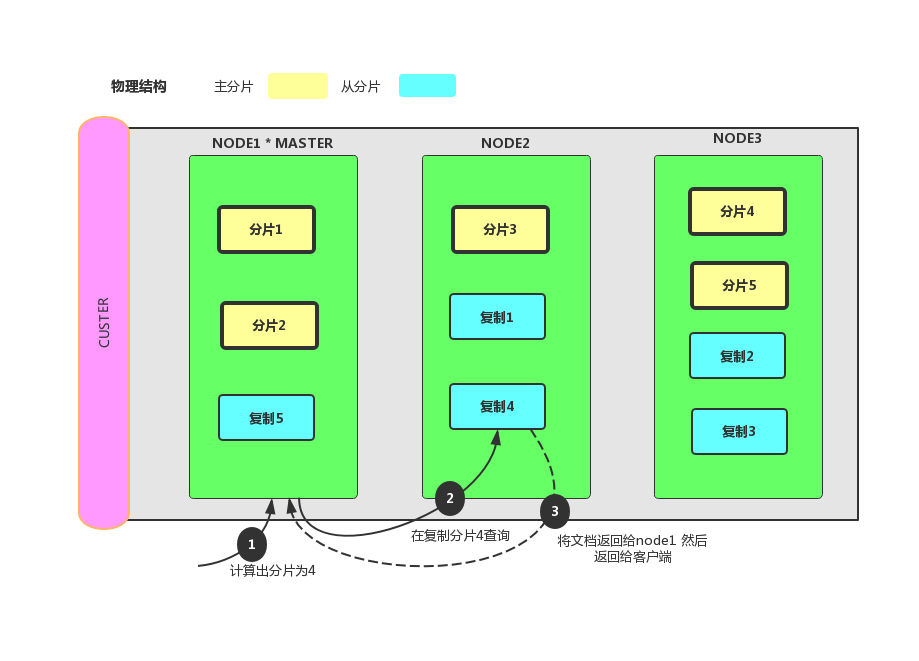 物理结构
主分片
从分片
CUSTER
NODE1 * MASTER
分片1
分片2
复制5
NODE2
分片3
复制1
复制4
NODE3
分片4
分片5
复制2
复制3
1
计算出分片为4
2
在复制分片4查询
3
将文档返回给node1 然后
返回给客户端